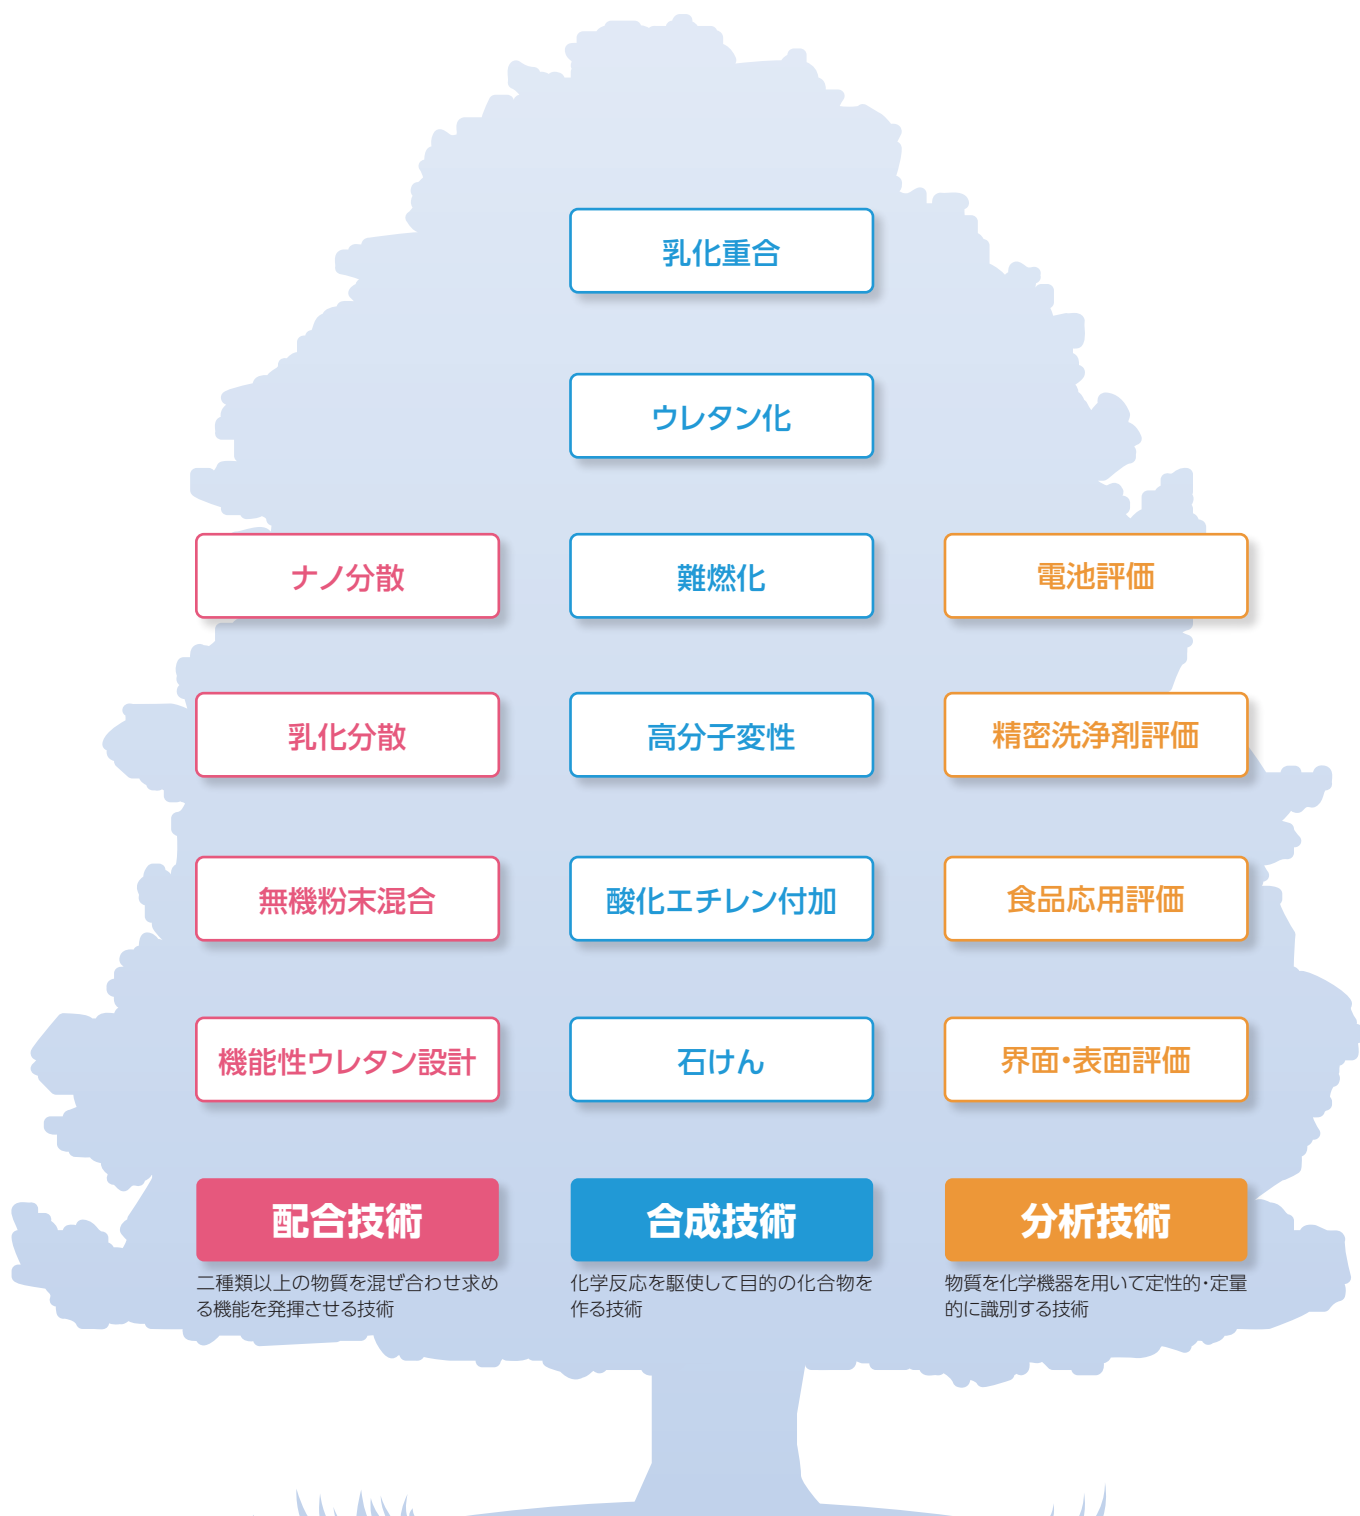 乳化重合
ウレタン化
ナノ分散
難燃化
電池評価
乳化分散
高分子変性
精密洗浄剤評価
無機粉末混合
酸化エチレン付加
食品応用評価
機能性ウレタン設計
石けん
界面・表面評価
配合技術
二種類以上の物質を混ぜ合わせ求め
る機能を発揮させる技術
合成技術
化学反応を駆使して目的の化合物を
作る技術
分析技術
物質を化学機器を用いて定性的・定量
的に識別する技術